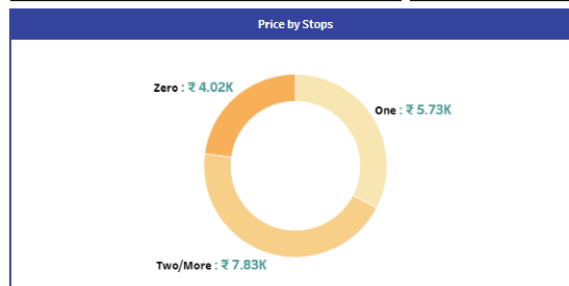 Price by Stops
Zero : ₹ 4.02K
One : ₹ 5.73K
Two/More : ₹ 7.83K